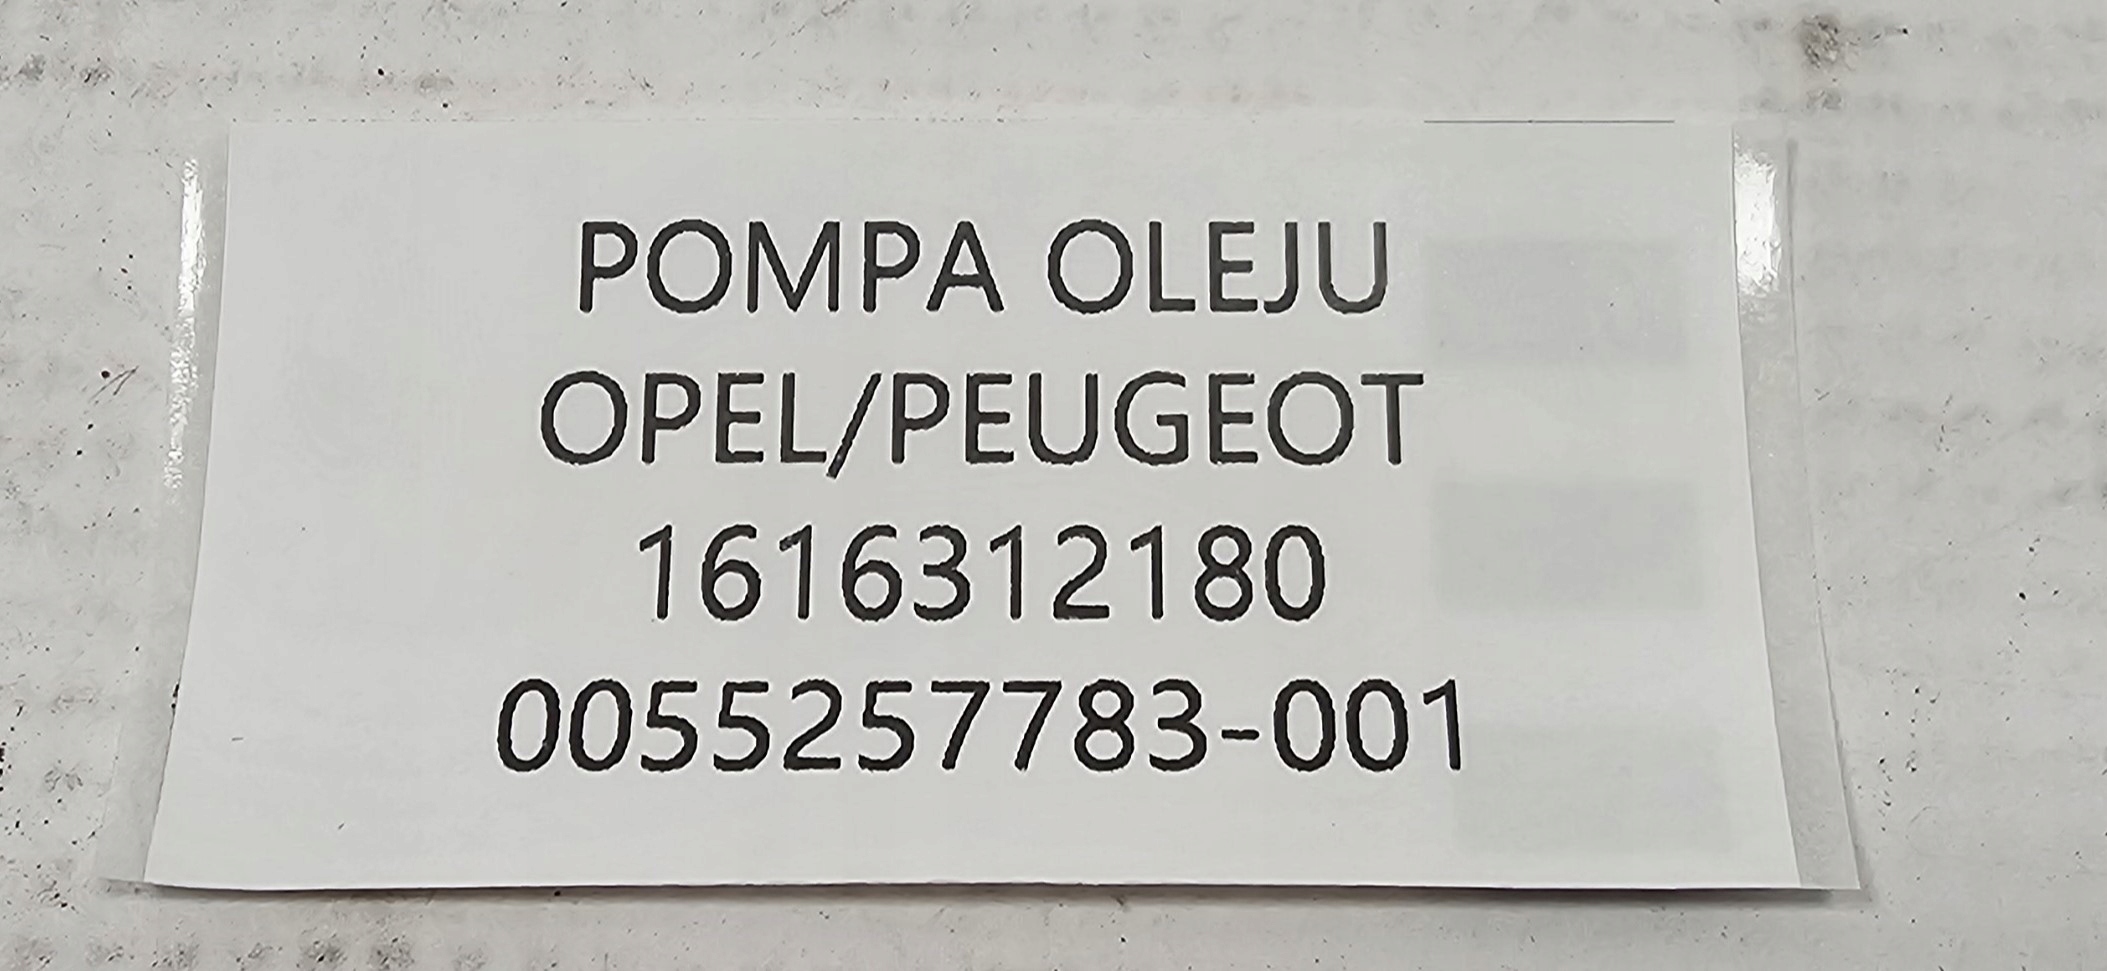 POMPA OLEJU
OPEL/PEUGEOT
1616312180
0055257783-001